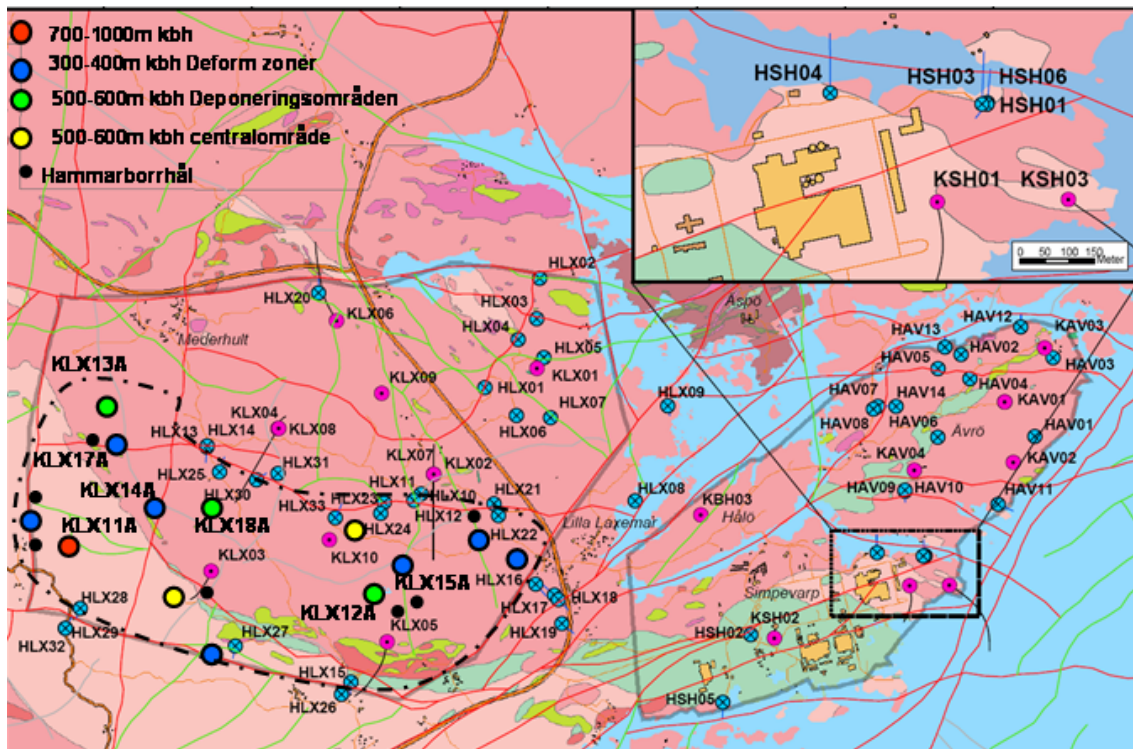 700-1000m kbh
300-400m kbh Deform zoner
500-600m kbh Deponeringsområden
500-600m kbh centralområde
Hammarborrhål
HSH04
HSH03
HSH06
HSH01
KSH01
KSH03
0 50 100 150
Meter
HLX02
HLX20
HLX03
KLX06
HLX04
Äspö
Mederhult
HLX05
KLX01
HLX01
KLX09
HLX07
HLX06
HLX09
HAV12
HAV13
HAV02
KAV03
HAV03
HAV05
HAV04
HAV07
HAV14
KAV01
HAV08
HAV06
Ävrö
HAV01
KAV04
KAV02
HAV09
HAV10
HAV11
KLX13A
KLX04
KLX08
HLX13
HLX14
KLX17A
HLX25
HLX31
KLX07
KLX02
HLX11
HLX10
HLX21
KLX14A
HLX30
HLX33
HLX23
HLX24
HLX12
HLX22
HLX08
KBH03
Hålö
Lilla Laxemar
KLX11A
KLX18A
KLX10
KLX03
KLX15A
HLX16
KLX12A
HLX17
HLX18
HLX19
KLX05
HLX28
HLX29
HLX32
HLX27
HLX15
HLX26
Simpevarp
HSH02
KSH02
HSH05